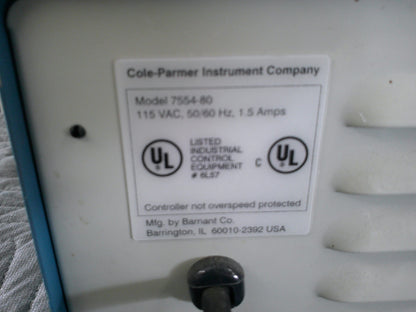 Cole-Parmer Instrument Company
Model 7554-80
115 VAC, 50/60 Hz, 1.5 Amps
UL
LISTED
INDUSTRIAL
CONTROL
EQUIPMENT
# 6L57
C UL
Controller not overspeed protected
Mfg. by Barnant Co.
Barrington, IL 60010-2392 USA